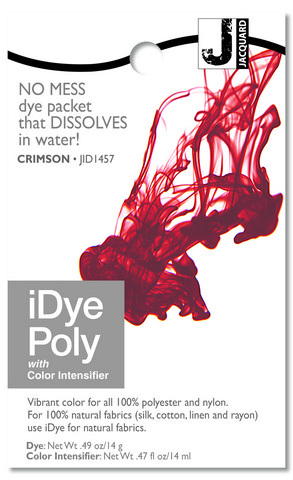 J
JACQUARD
NO MESS
dye packet
that DISSOLVES
in water!
CRIMSON • JID1457
iDye
Poly
with
Color Intensifier
Vibrant color for all 100% polyester and nylon.
For 100% natural fabrics (silk, cotton, linen and rayon)
use iDye for natural fabrics.
Dye: Net Wt .49 oz/14 g
Color Intensifier: Net Wt .47 fl oz/14 ml